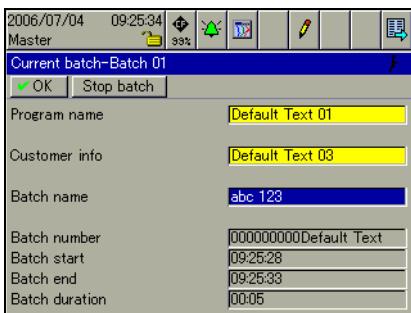 2006/07/04 09:25:34
Master
99%
Current batch-Batch 01
OK Stop batch
Program name Default Text 01
Customer info Default Text 03
Batch name abc 123
Batch number 000000000Default Text
Batch start 09:25:28
Batch end 09:25:33
Batch duration 00:05